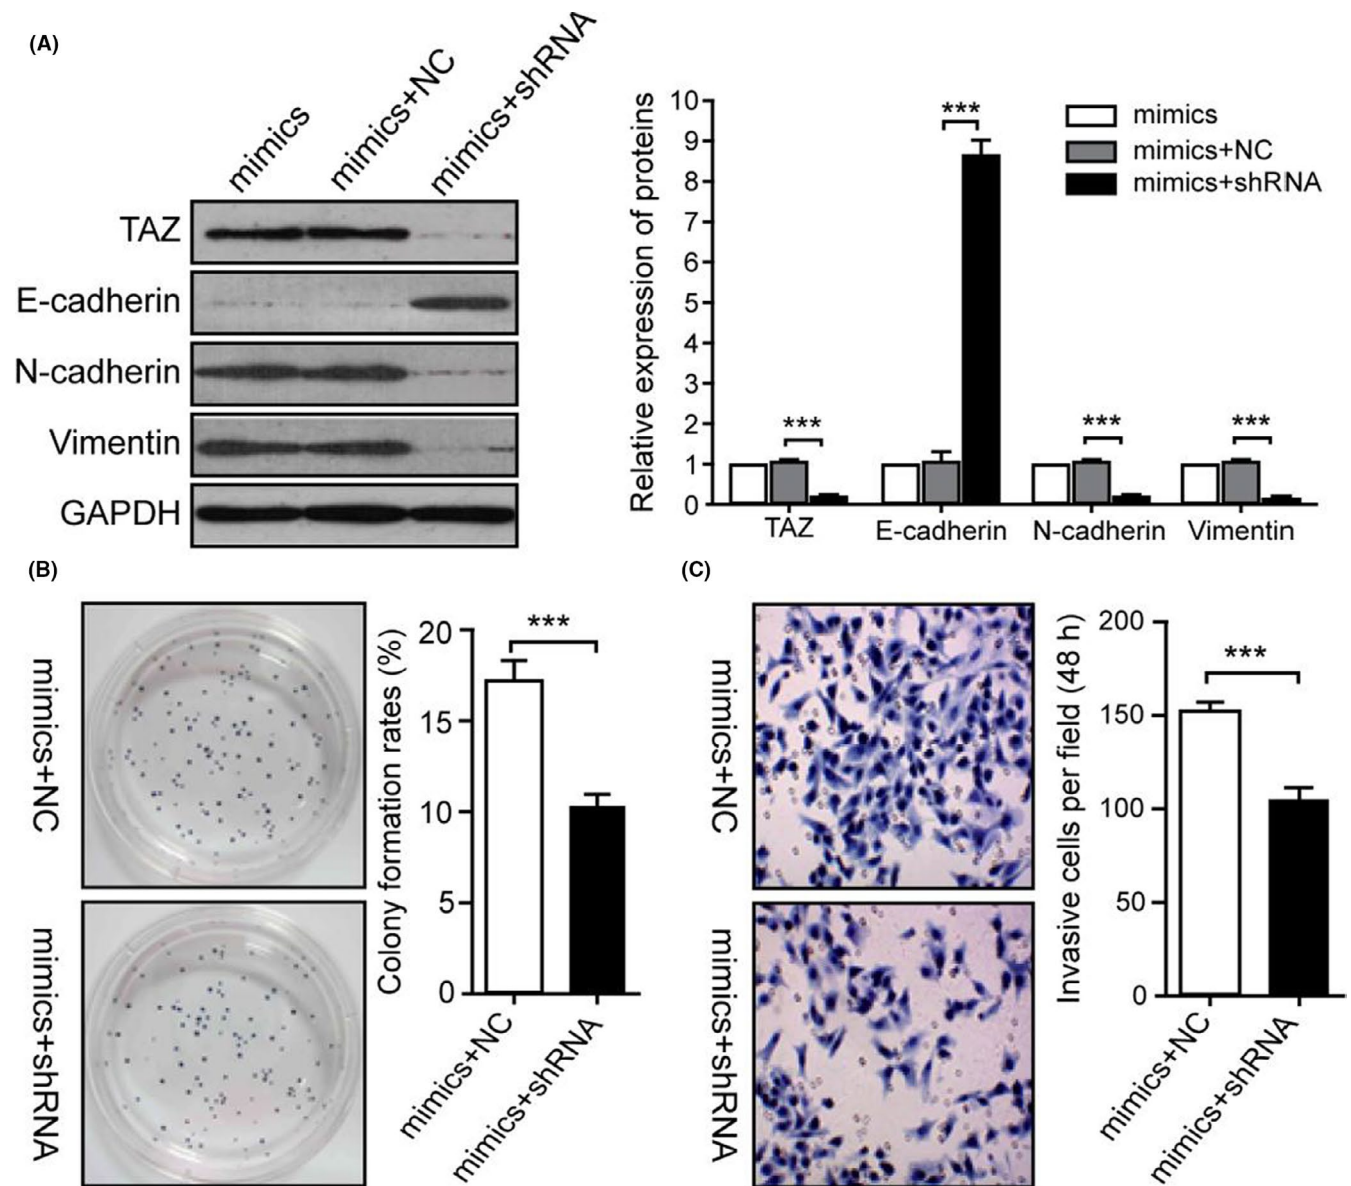 (A)
mimics
mimics+NC
mimics+shRNA
TAZ
E-cadherin
N-cadherin
Vimentin
GAPDH
Relative expression of proteins
10
9
8
7
6
5
4
3
2
1
0
***
***
***
***
TAZ
E-cadherin
N-cadherin
Vimentin
mimics
mimics+NC
mimics+shRNA
(B)
mimics+NC
mimics+shRNA
Colony formation rates (%)
20
15
10
5
0
***
mimics+NC
mimics+shRNA
(C)
mimics+NC
mimics+shRNA
Invasive cells per field (48 h)
200
150
100
50
0
***
mimics+NC
mimics+shRNA